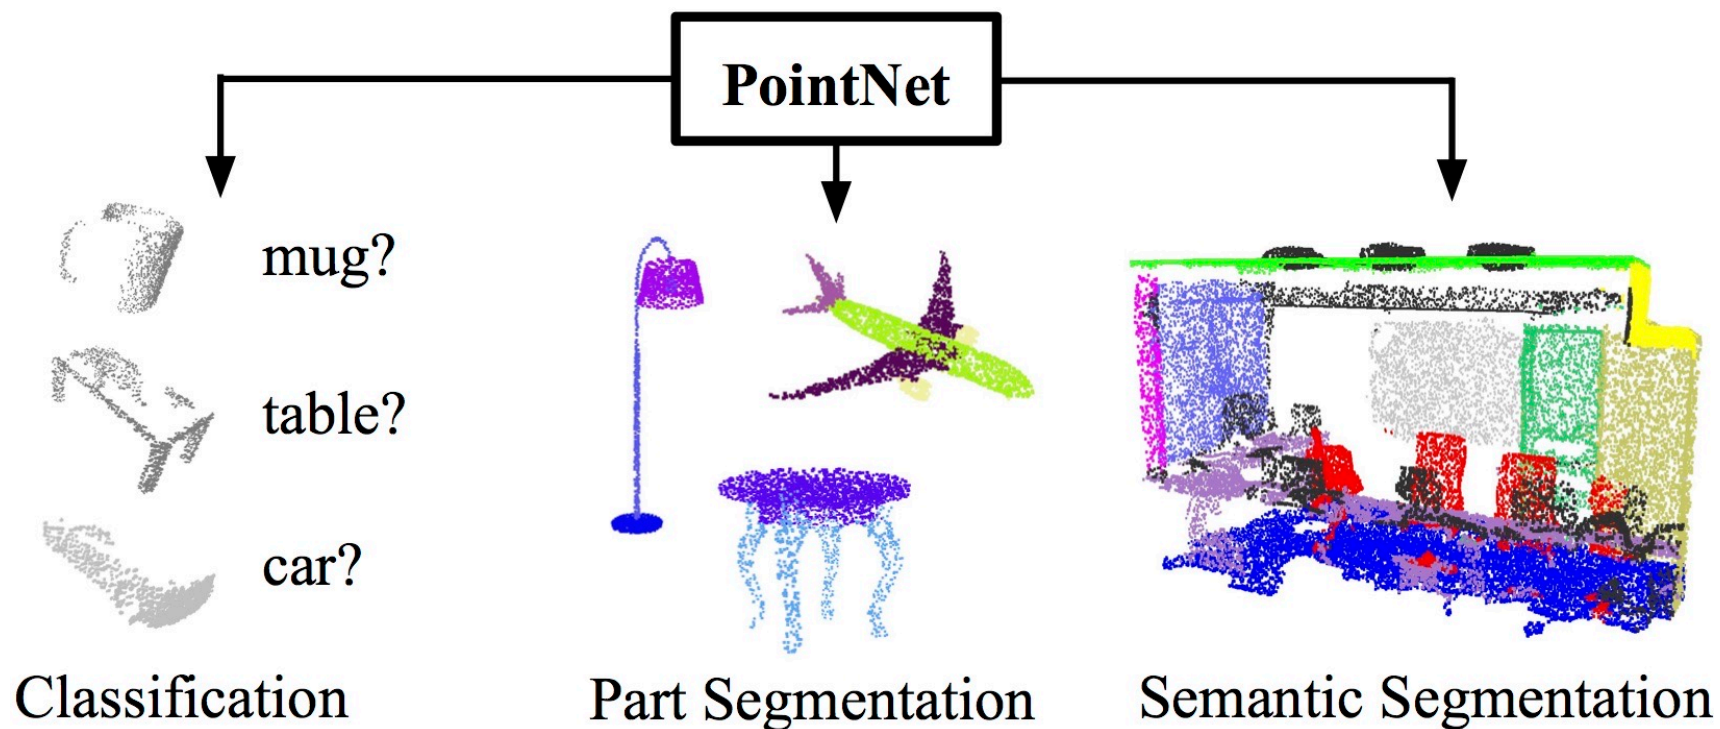 PointNet
mug?
table?
car?
Classification
Part Segmentation
Semantic Segmentation